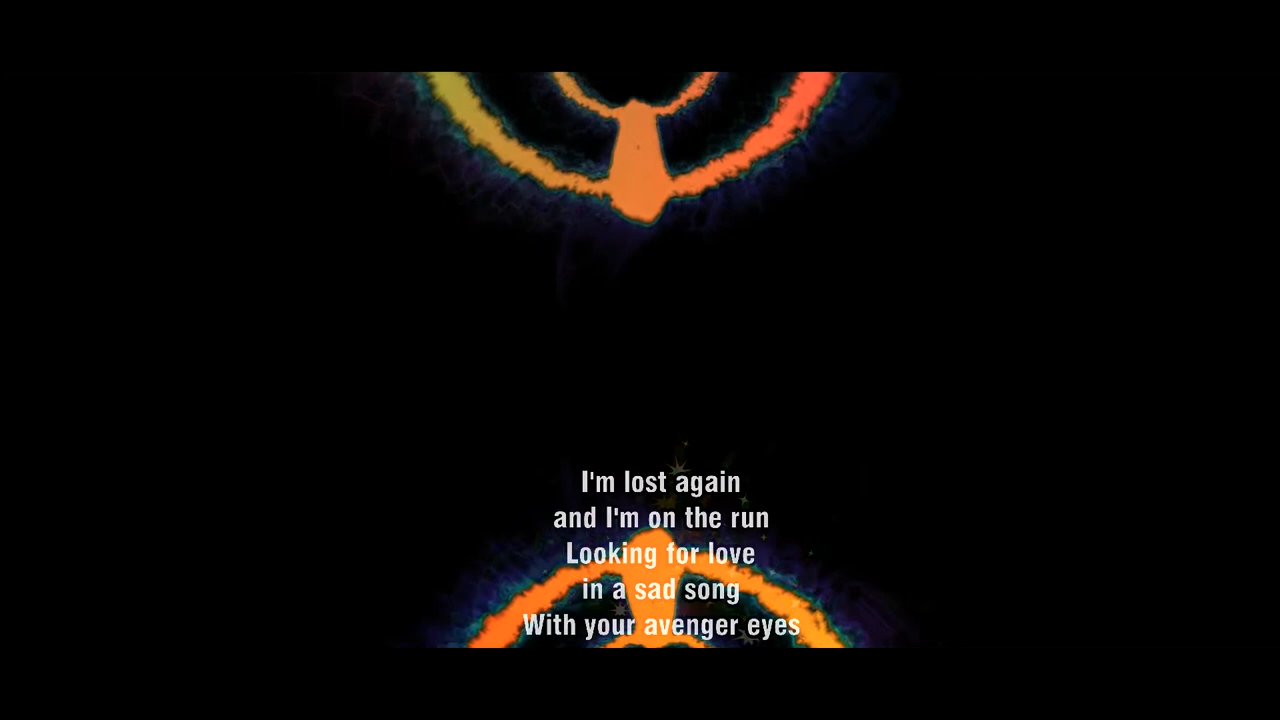 I'm lost again
and I'm on the run
Looking for love
in a sad song
With your avenger eyes